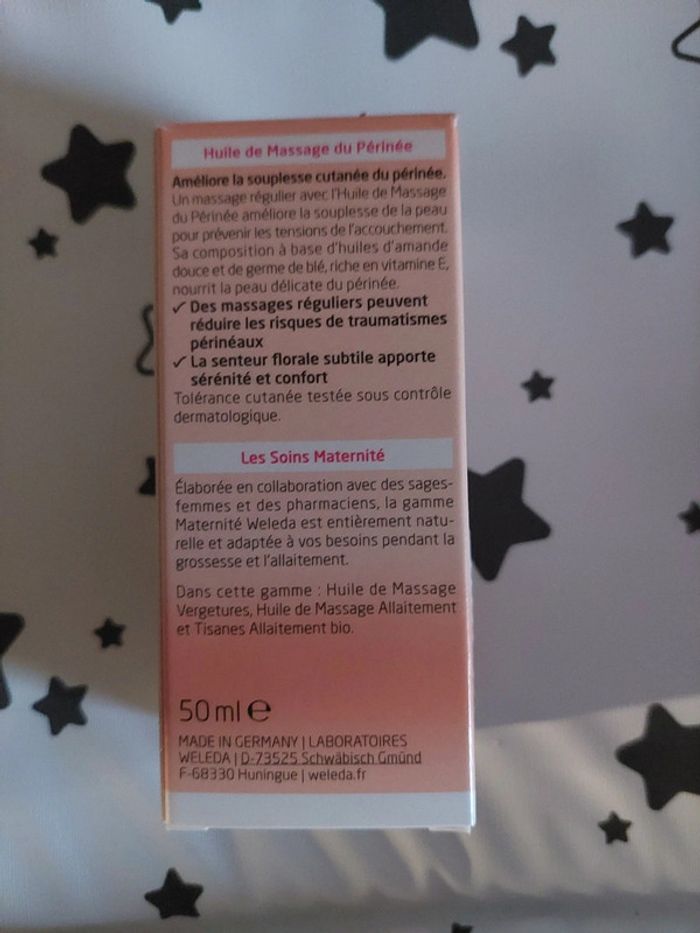 Huile de Massage du Périnée
Améliore la souplesse cutanée du périnée.
Un massage régulier avec l'Huile de Massage
du Périnée améliore la souplesse de la peau
pour prévenir les tensions de l'accouchement.
Sa composition à base d'huiles d'amande
douce et de germe de blé, riche en vitamine E,
nourrit la peau délicate du périnée.
✓ Des massages réguliers peuvent
réduire les risques de traumatismes
périnéaux
✓ La senteur florale subtile apporte
sérénité et confort
Tolérance cutanée testée sous contrôle
dermatologique.
Les Soins Maternité
Élaborée en collaboration avec des sages-
femmes et des pharmaciens, la gamme
Maternité Weleda est entièrement natu-
relle et adaptée à vos besoins pendant la
grossesse et l'allaitement.
Dans cette gamme : Huile de Massage
Vergetures, Huile de Massage Allaitement
et Tisanes Allaitement bio.
50 ml ℮
MADE IN GERMANY | LABORATOIRES
WELEDA | D-73525 Schwäbisch Gmünd
F-68330 Huningue | weleda.fr